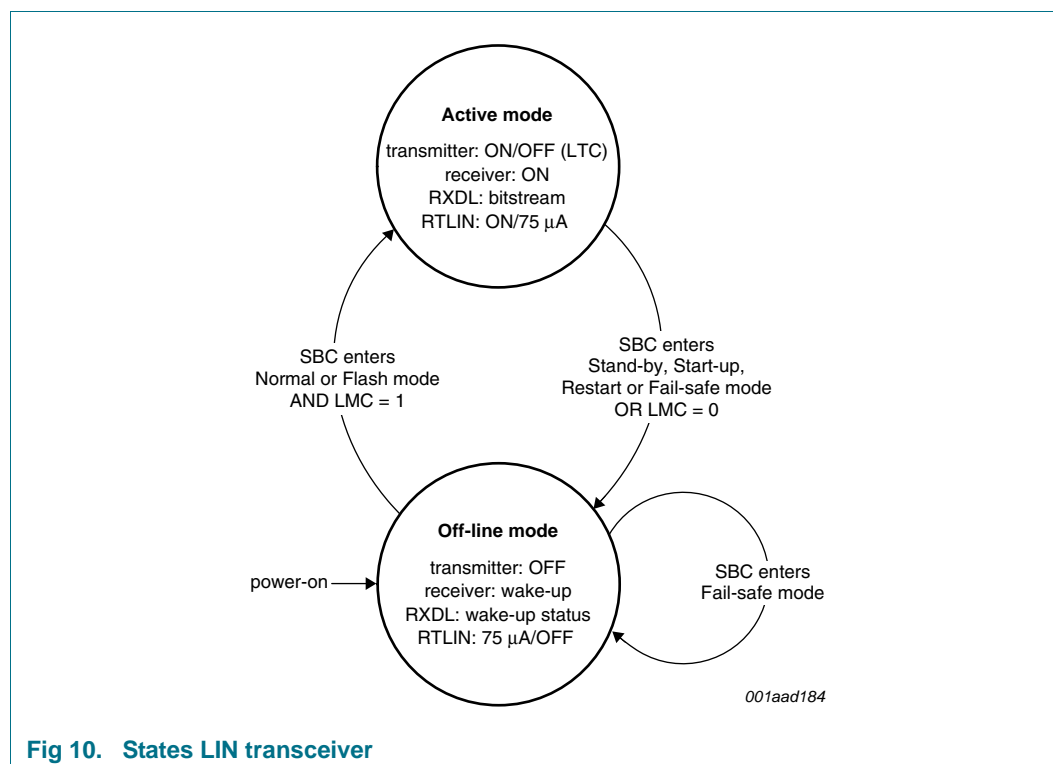 Active mode
transmitter: ON/OFF (LTC)
receiver: ON
RXDL: bitstream
RTLIN: ON/75 μA
SBC enters
Normal or Flash mode
AND LMC = 1
SBC enters
Stand-by, Start-up,
Restart or Fail-safe mode
OR LMC = 0
Off-line mode
transmitter: OFF
receiver: wake-up
RXDL: wake-up status
RTLIN: 75 μA/OFF
power-on
SBC enters
Fail-safe mode
001aad184
Fig 10. States LIN transceiver